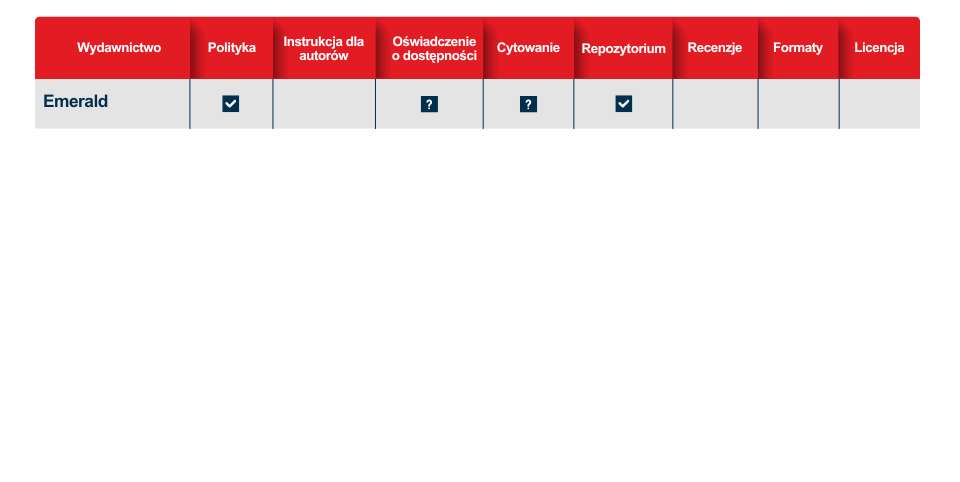 Wydawnictwo
Polityka
Instrukcja dla
autorów
Oświadczenie
o dostępności
Cytowanie
Repozytorium
Recenzje
Formaty
Licencja
Emerald
?
?